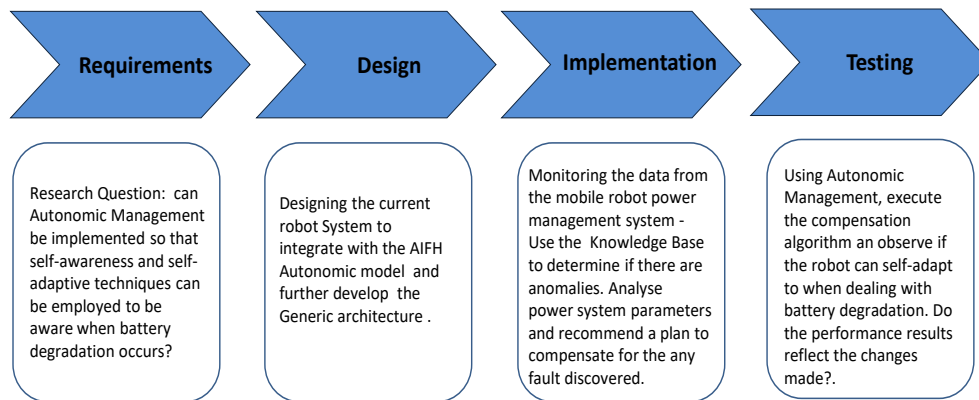 Requirements
Design
Implementation
Testing
Research Question:  can
Autonomic Management
be implemented so that
self-awareness and self-
adaptive techniques can
be employed to be
aware when battery
degradation occurs?
Designing the current
robot System to
integrate with the AIFH
Autonomic model  and
further develop  the
Generic architecture .
Monitoring the data from
the mobile robot power
management system -
Use the  Knowledge Base
to determine if there are
anomalies. Analyse
power system parameters
and recommend a plan to
compensate for the any
fault discovered.
Using Autonomic
Management, execute
the compensation
algorithm an observe if
the robot can self-adapt
to when dealing with
battery degradation. Do
the performance results
reflect the changes
made?.